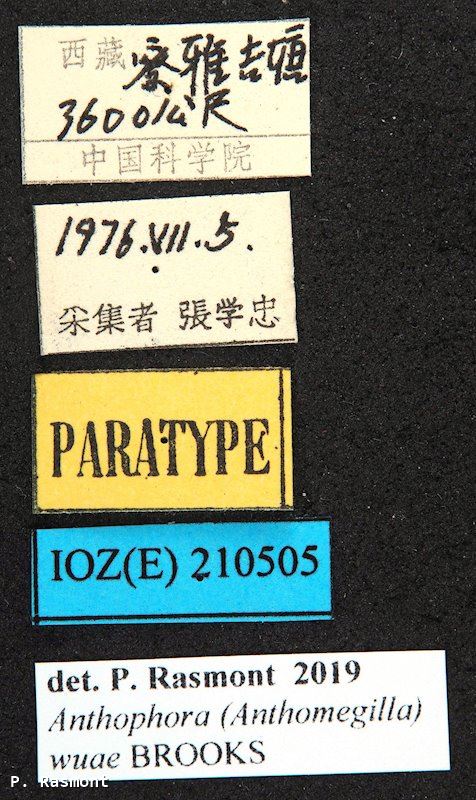 西藏 察雅吉塘
3600公尺
中国科学院
1976.VII.5.
采集者 張学忠
PARATYPE
IOZ(E) 210505
det. P. Rasmont 2019
Anthophora (Anthomegilla)
wuae BROOKS
P. Rasmont